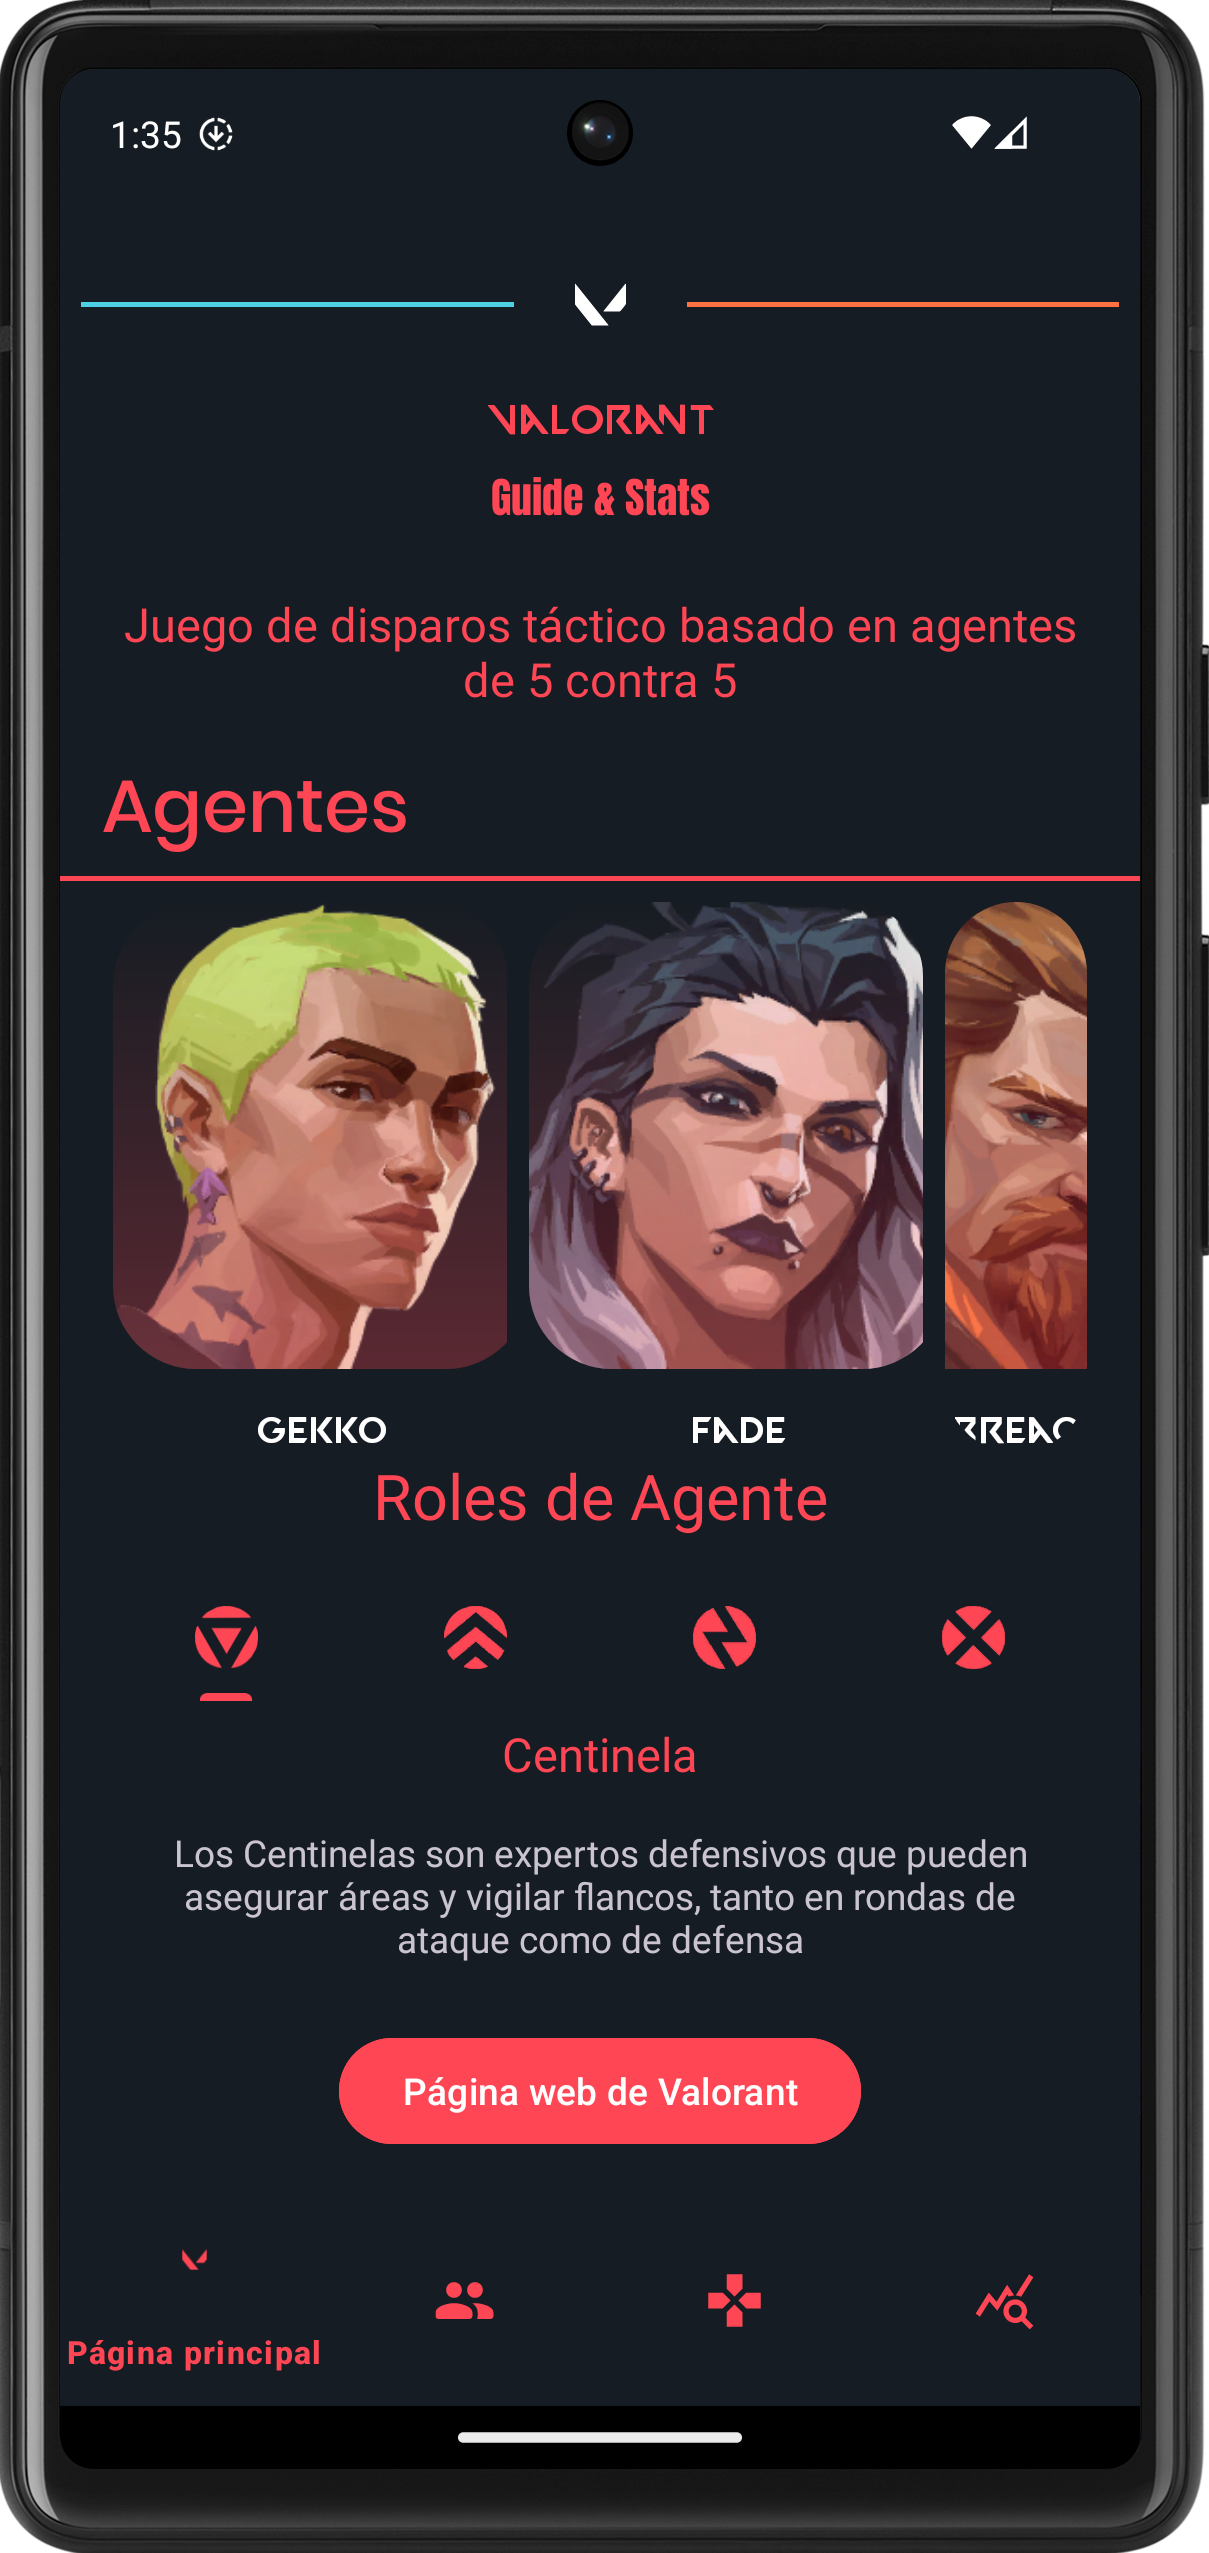 1:35
VALORANT
Guide & Stats
Juego de disparos táctico basado en agentes
de 5 contra 5
Agentes
GEKKO
FADE
BREAC
Roles de Agente
Centinela
Los Centinelas son expertos defensivos que pueden
asegurar áreas y vigilar flancos, tanto en rondas de
ataque como de defensa
Página web de Valorant
Página principal